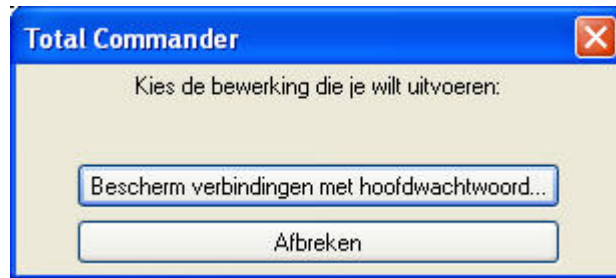 Total Commander
Kies de bewerking die je wilt uitvoeren:
Bescherm verbindingen met hoofdwachtwoord...
Afbreken